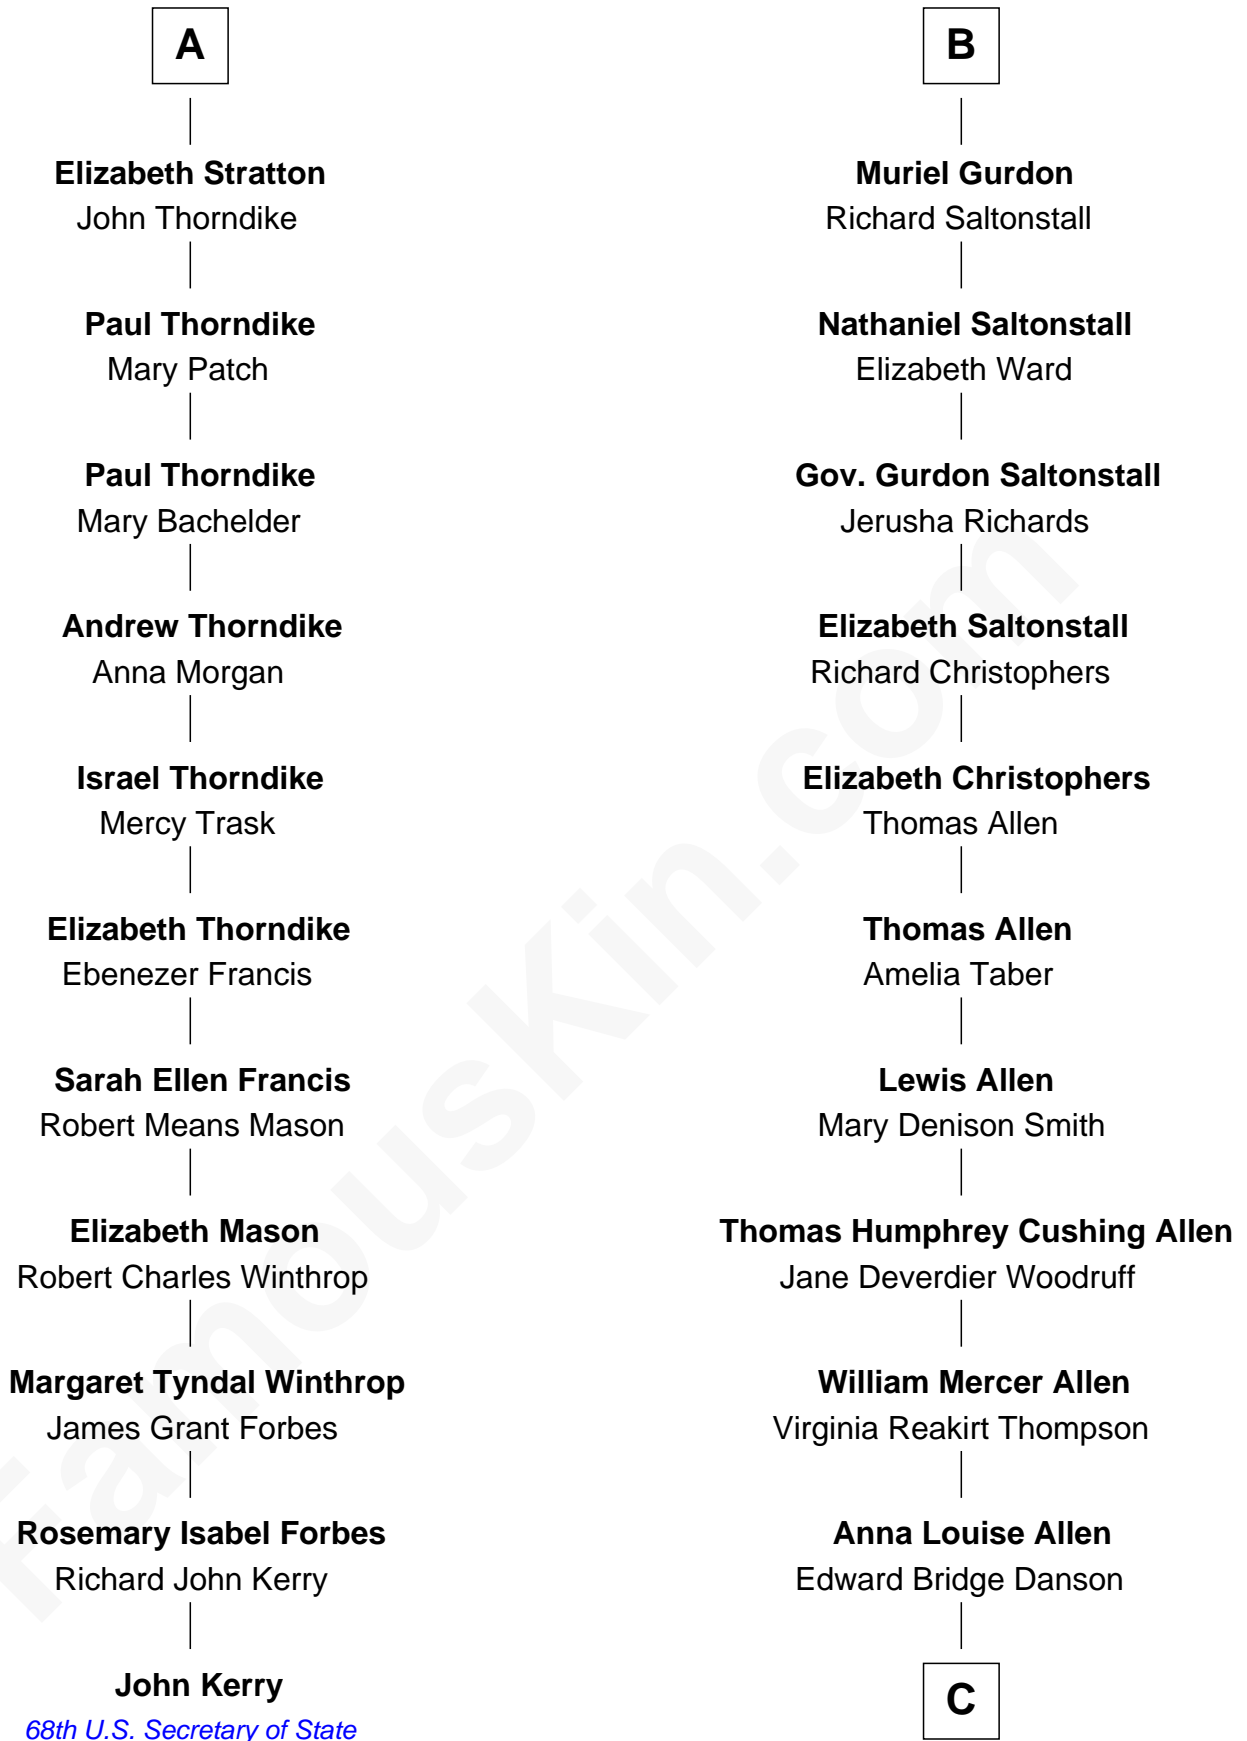 A
Elizabeth Stratton
John Thorndike
Paul Thorndike
Mary Patch
Paul Thorndike
Mary Bachelder
Andrew Thorndike
Anna Morgan
Israel Thorndike
Mercy Trask
Elizabeth Thorndike
Ebenezer Francis
Sarah Ellen Francis
Robert Means Mason
Elizabeth Mason
Robert Charles Winthrop
Margaret Tyndal Winthrop
James Grant Forbes
Rosemary Isabel Forbes
Richard John Kerry
John Kerry
68th U.S. Secretary of State
B
Muriel Gurdon
Richard Saltonstall
Nathaniel Saltonstall
Elizabeth Ward
Gov. Gurdon Saltonstall
Jerusha Richards
Elizabeth Saltonstall
Richard Christophers
Elizabeth Christophers
Thomas Allen
Thomas Allen
Amelia Taber
Lewis Allen
Mary Denison Smith
Thomas Humphrey Cushing Allen
Jane Deverdier Woodruff
William Mercer Allen
Virginia Reakirt Thompson
Anna Louise Allen
Edward Bridge Danson
C
FamousKin.com